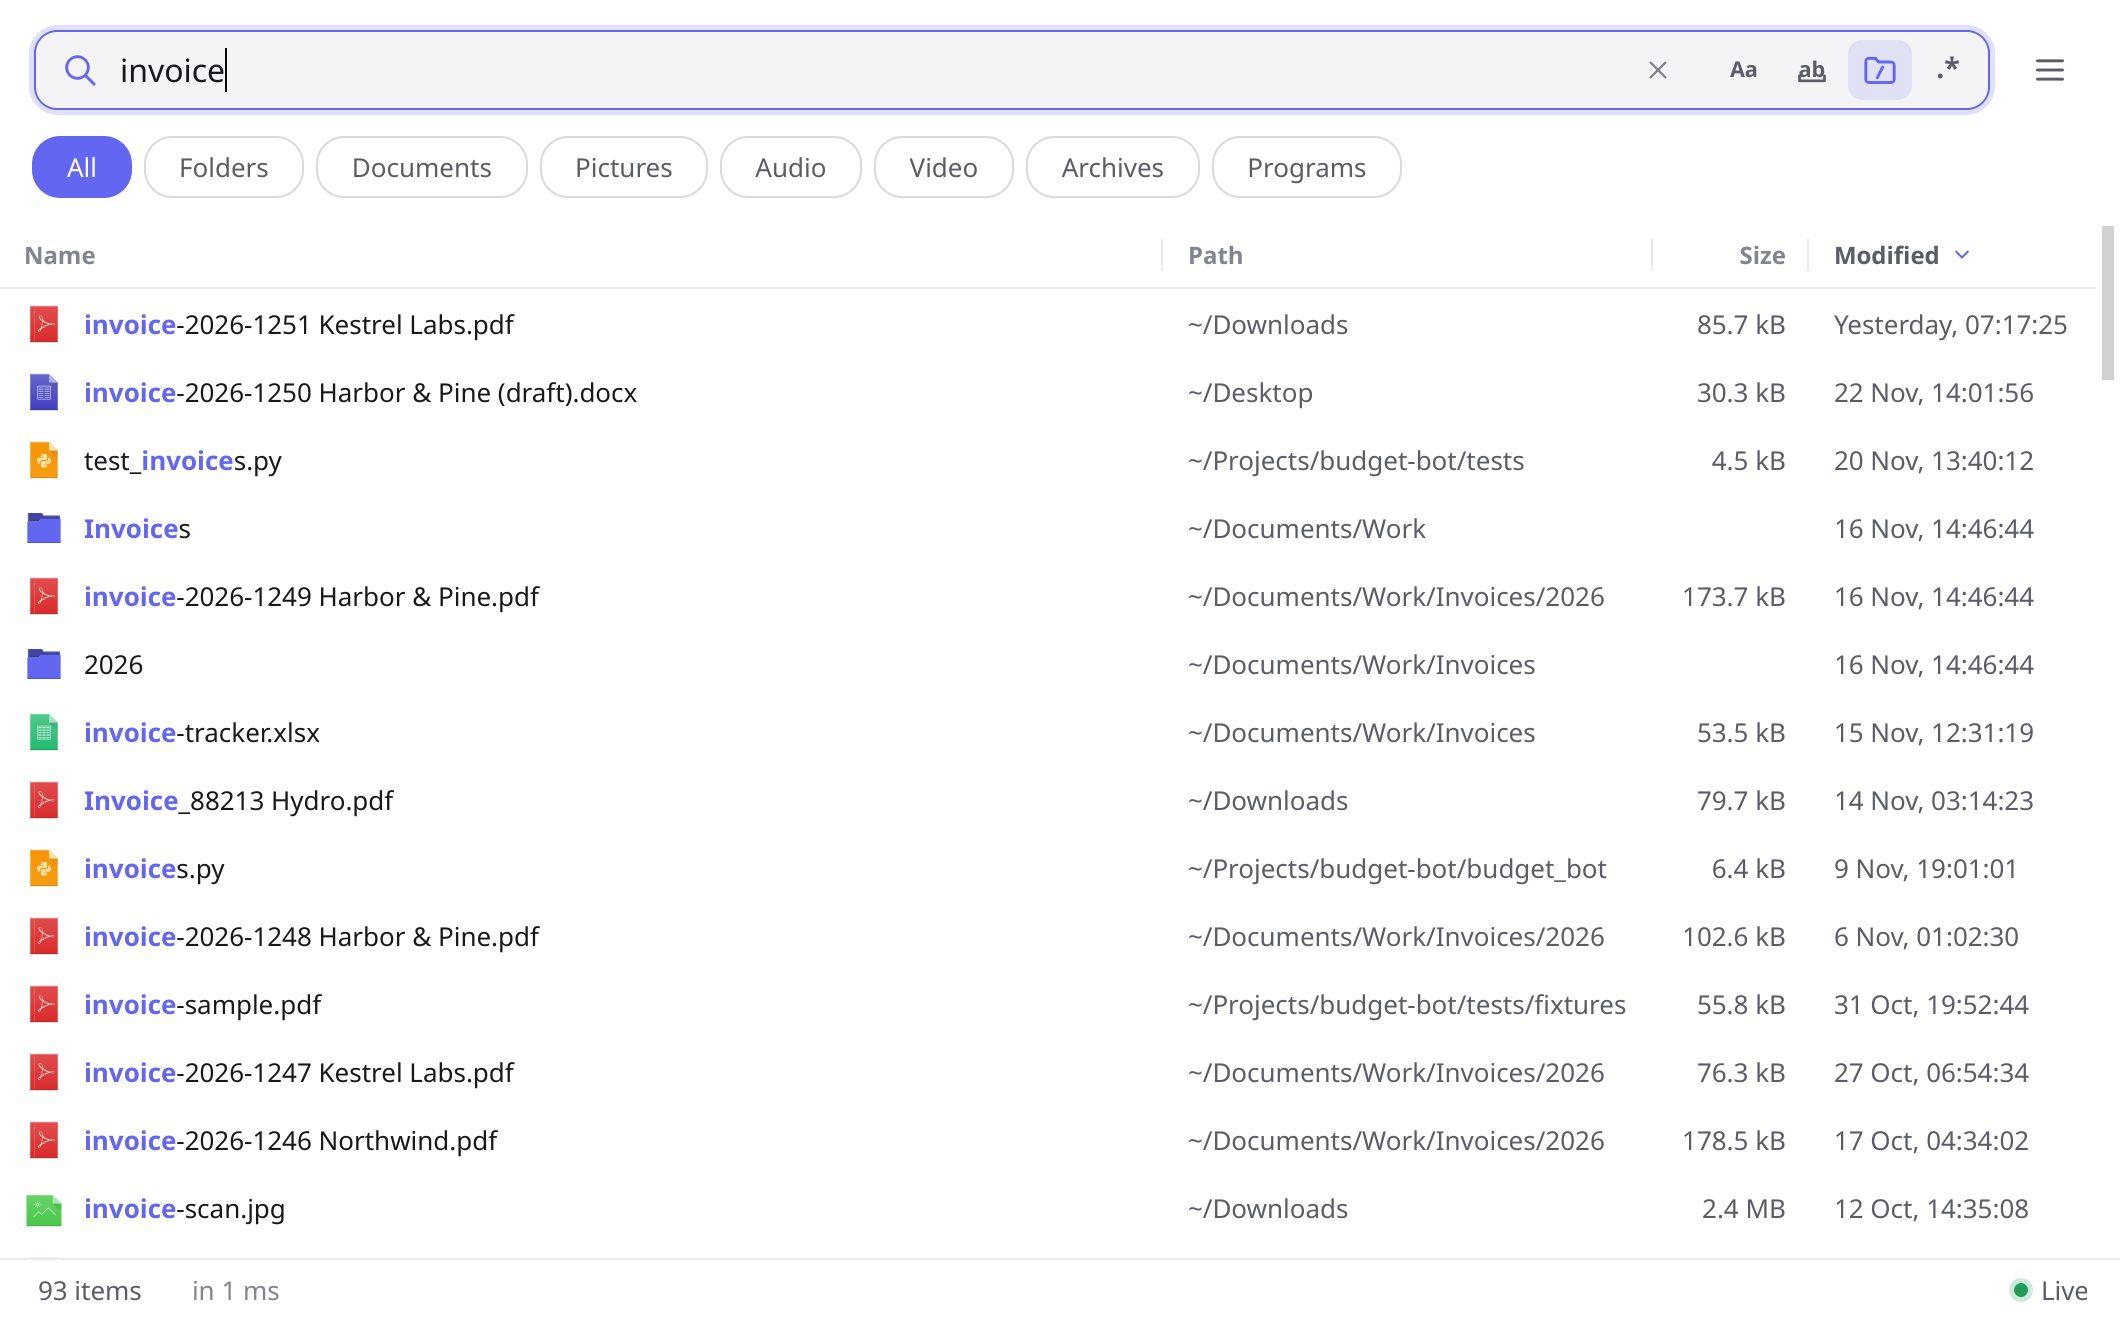 invoice
Aa ab .*
All Folders Documents Pictures Audio Video Archives Programs
Name Path Size Modified
invoice-2026-1251 Kestrel Labs.pdf ~/Downloads 85.7 kB Yesterday, 07:17:25
invoice-2026-1250 Harbor & Pine (draft).docx ~/Desktop 30.3 kB 22 Nov, 14:01:56
test_invoices.py ~/Projects/budget-bot/tests 4.5 kB 20 Nov, 13:40:12
Invoices ~/Documents/Work 16 Nov, 14:46:44
invoice-2026-1249 Harbor & Pine.pdf ~/Documents/Work/Invoices/2026 173.7 kB 16 Nov, 14:46:44
2026 ~/Documents/Work/Invoices 16 Nov, 14:46:44
invoice-tracker.xlsx ~/Documents/Work/Invoices 53.5 kB 15 Nov, 12:31:19
Invoice_88213 Hydro.pdf ~/Downloads 79.7 kB 14 Nov, 03:14:23
invoices.py ~/Projects/budget-bot/budget_bot 6.4 kB 9 Nov, 19:01:01
invoice-2026-1248 Harbor & Pine.pdf ~/Documents/Work/Invoices/2026 102.6 kB 6 Nov, 01:02:30
invoice-sample.pdf ~/Projects/budget-bot/tests/fixtures 55.8 kB 31 Oct, 19:52:44
invoice-2026-1247 Kestrel Labs.pdf ~/Documents/Work/Invoices/2026 76.3 kB 27 Oct, 06:54:34
invoice-2026-1246 Northwind.pdf ~/Documents/Work/Invoices/2026 178.5 kB 17 Oct, 04:34:02
invoice-scan.jpg ~/Downloads 2.4 MB 12 Oct, 14:35:08
93 items in 1 ms Live